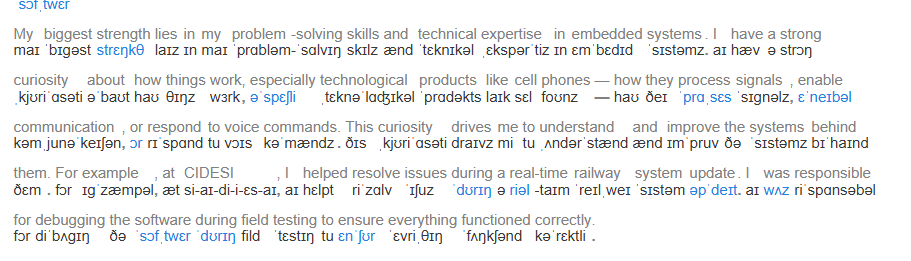 ˈsɔfˌtwɛr
My biggest strength lies in my problem -solving skills and technical expertise in embedded systems . I have a strong
maɪ ˈbɪgəst strɛŋkθ laɪz ɪn maɪ ˈprɑbləm-ˈsɑlvɪŋ skɪlz ænd ˈtɛknɪkəl ˌɛkspərˈtiz ɪn ɛmˈbɛdɪd ˈsɪstəmz. aɪ hæv ə strɔŋ
curiosity about how things work, especially technological products like cell phones — how they process signals , enable
ˌkjʊriˈɑsəti əˈbaʊt haʊ θɪŋz wɜrk, əˈspɛʃli ˌtɛknəˈlɑʤɪkəl ˈprɑdəkts laɪk sɛl foʊnz — haʊ ðeɪ ˈprɑˌsɛs ˈsɪgnəlz, ɛˈneɪbəl
communication , or respond to voice commands. This curiosity drives me to understand and improve the systems behind
kəmˌjunəˈkeɪʃən, ɔr rɪˈspɑnd tu vɔɪs kəˈmændz . ðɪs ˌkjʊriˈɑsəti draɪvz mi tu ˌʌndərˈstænd ænd ɪmˈpruv ðə ˈsɪstəmz bɪˈhaɪnd
them. For example , at CIDESI , I helped resolve issues during a real-time railway system update. I was responsible
ðɛm . fɔr ɪgˈzæmpəl, æt si-aɪ-di-i-ɛs-aɪ, aɪ hɛlpt riˈzɑlv ˈɪʃuz ˈdʊrɪŋ ə riəl -taɪm ˈreɪlˌweɪ ˈsɪstəm əpˈdeɪt. aɪ wʌz riˈspɑnsəbəl
for debugging the software during field testing to ensure everything functioned correctly.
fɔr diˈbʌgɪŋ ðə ˈsɔfˌtwɛr ˈdʊrɪŋ fild ˈtɛstɪŋ tu ɛnˈʃʊr ˈɛvriˌθɪŋ ˈfʌŋkʃənd kəˈrɛktli .